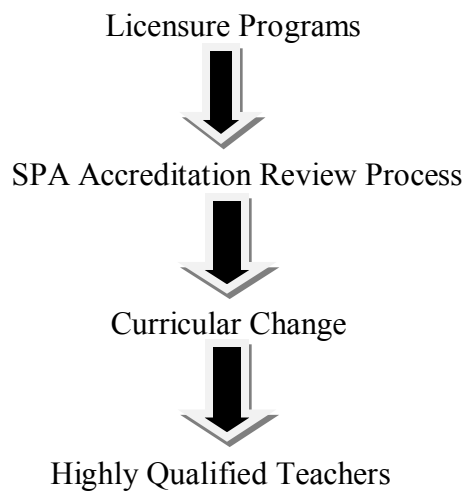 Licensure Programs
SPA Accreditation Review Process
Curricular Change
Highly Qualified Teachers